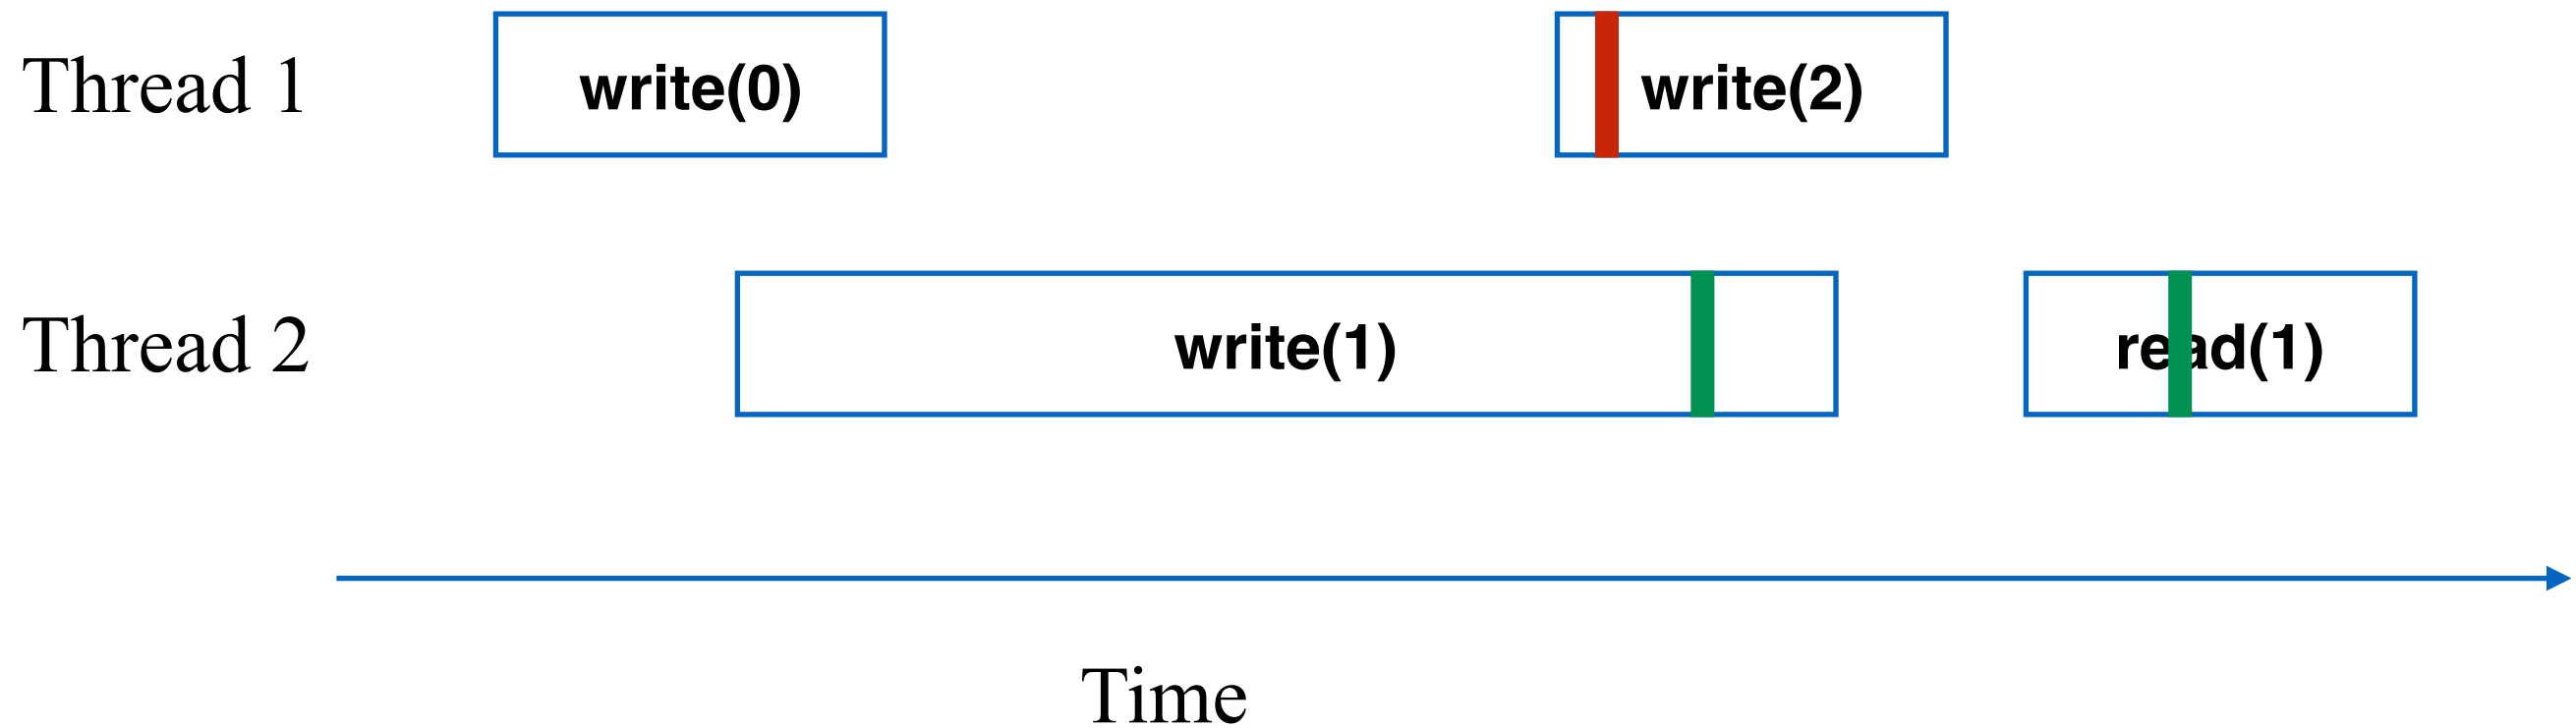 Thread 1 write(0) write(2)
Thread 2 write(1) read(1)
Time